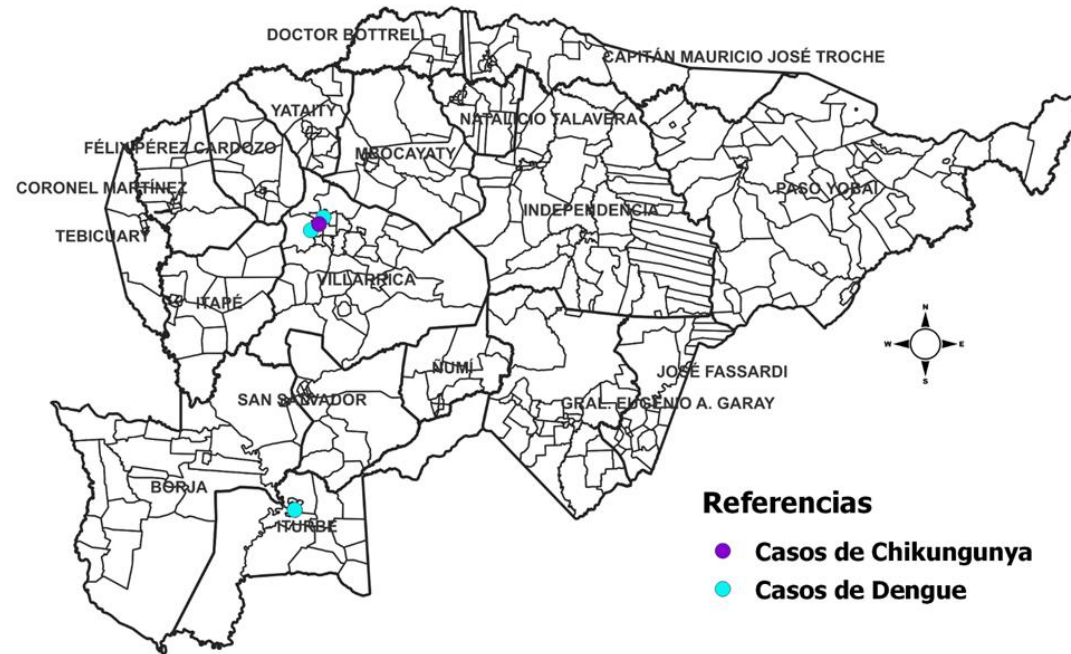 DOCTOR BOTTRELL
CAPITÁN MAURICIO JOSÉ TROCHE
YATAITY
NATALICIO TALAVERA
FÉLIX PÉREZ CARDOZO
MBOCAYATY
CORONEL MARTÍNEZ
PASO YOBAI
INDEPENDENCIA
TEBICUARY
VILLARRICA
ITAPÉ
N
W
E
S
ÑUMÍ
JOSÉ FASSARDI
SAN SALVADOR
GRAL. EUGENIO A. GARAY
BORJA
ITURBE
Referencias
Casos de Chikungunya
Casos de Dengue